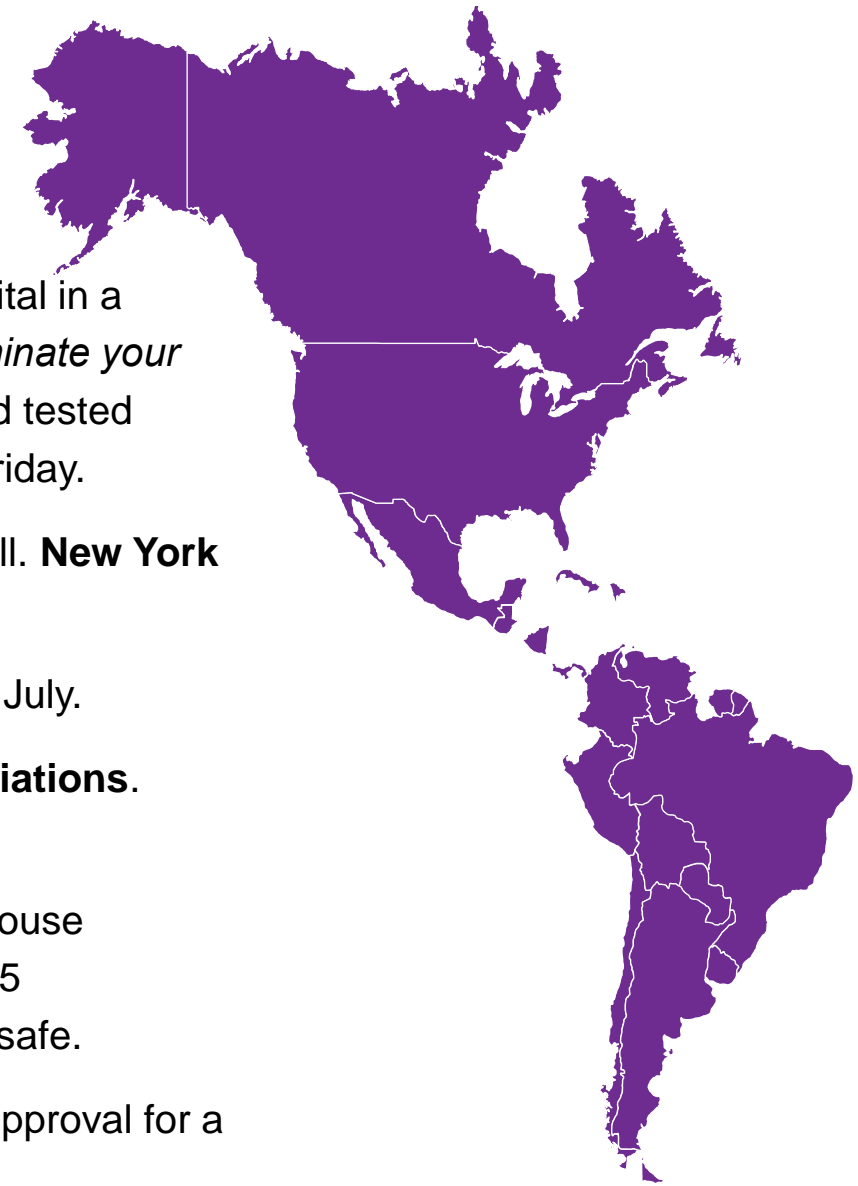 ital in a
inate your
d tested
riday.
ll. New York
July.
iations.
ouse
5
safe.
pproval for a